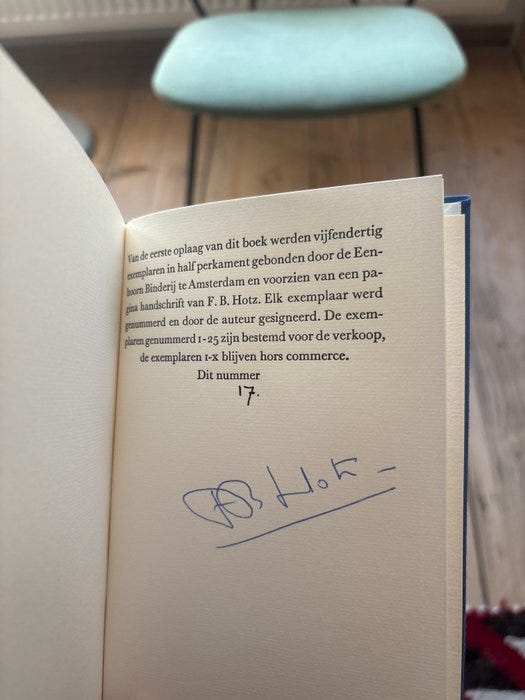 Van de eerste oplaag van dit boek werden vijfendertig
exemplaren in half perkament gebonden door de Een-
hoorn Binderij te Amsterdam en voorzien van een pa-
gina handschrift van F. B. Hotz. Elk exemplaar werd
genummerd en door de auteur gesigneerd. De exem-
plaren genummerd 1-25 zijn bestemd voor de verkoop,
de exemplaren I-X blijven hors commerce.
Dit nummer
17.
FB Hotz